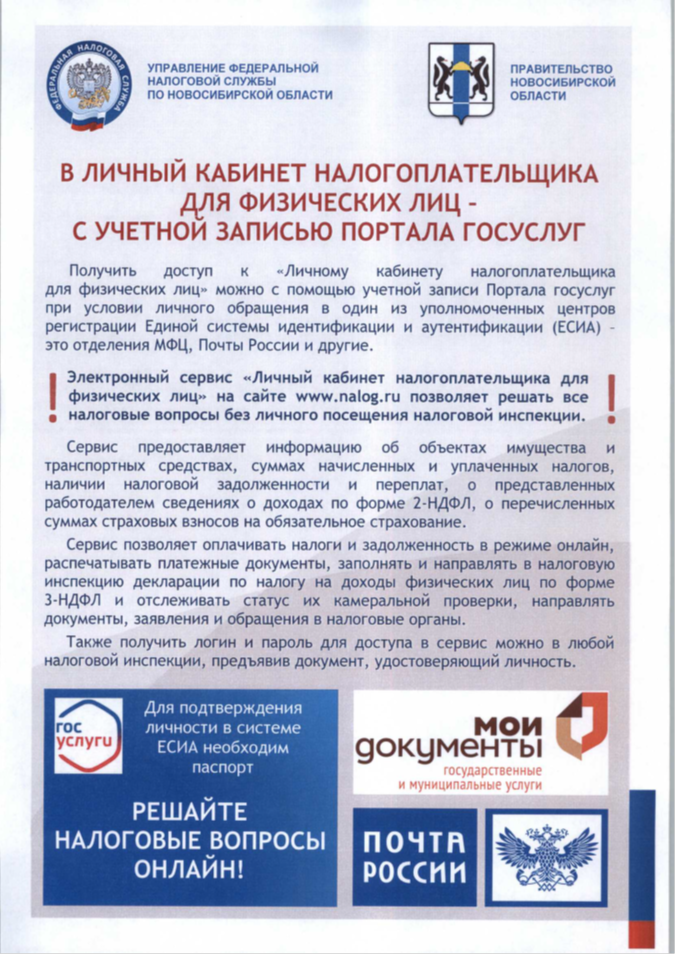 ФЕДЕРАЛЬНАЯ НАЛОГОВАЯ СЛУЖБА
УПРАВЛЕНИЕ ФЕДЕРАЛЬНОЙ
НАЛОГОВОЙ СЛУЖБЫ
ПО НОВОСИБИРСКОЙ ОБЛАСТИ
ПРАВИТЕЛЬСТВО
НОВОСИБИРСКОЙ
ОБЛАСТИ
В ЛИЧНЫЙ КАБИНЕТ НАЛОГОПЛАТЕЛЬЩИКА
ДЛЯ ФИЗИЧЕСКИХ ЛИЦ -
С УЧЕТНОЙ ЗАПИСЬЮ ПОРТАЛА ГОСУСЛУГ
Получить доступ к «Личному кабинету налогоплательщика
для физических лиц» можно с помощью учетной записи Портала госуслуг
при условии личного обращения в один из уполномоченных центров
регистрации Единой системы идентификации и аутентификации (ЕСИА) -
это отделения МФЦ, Почты России и другие.
! Электронный сервис «Личный кабинет налогоплательщика для
физических лиц» на сайте www.nalog.ru позволяет решать все
налоговые вопросы без личного посещения налоговой инспекции. !
Сервис предоставляет информацию об объектах имущества и
транспортных средствах, суммах начисленных и уплаченных налогов,
наличии налоговой задолженности и переплат, о представленных
работодателем сведения о доходах по форме 2-НДФЛ, о перечисленных
суммах страховых взносов на обязательное страхование.
Сервис позволяет оплачивать налоги и задолженность в режиме онлайн,
распечатывать платежные документы, заполнять и направлять в налоговую
инспекцию декларации по налогу на доходы физических лиц по форме
3-НДФЛ и отслеживать статус их камеральной проверки, направлять
документы, заявления и обращения в налоговые органы.
Также получить логин и пароль для доступа в сервис можно в любой
налоговой инспекции, предъявив документ, удостоверяющий личность.
гос
услуги
Для подтверждения
личности в системе
ЕСИА необходим
паспорт
РЕШАЙТЕ
НАЛОГОВЫЕ ВОПРОСЫ
ОНЛАЙН!
мои
документы
государственные
и муниципальные услуги
ПОЧТА
РОССИИ